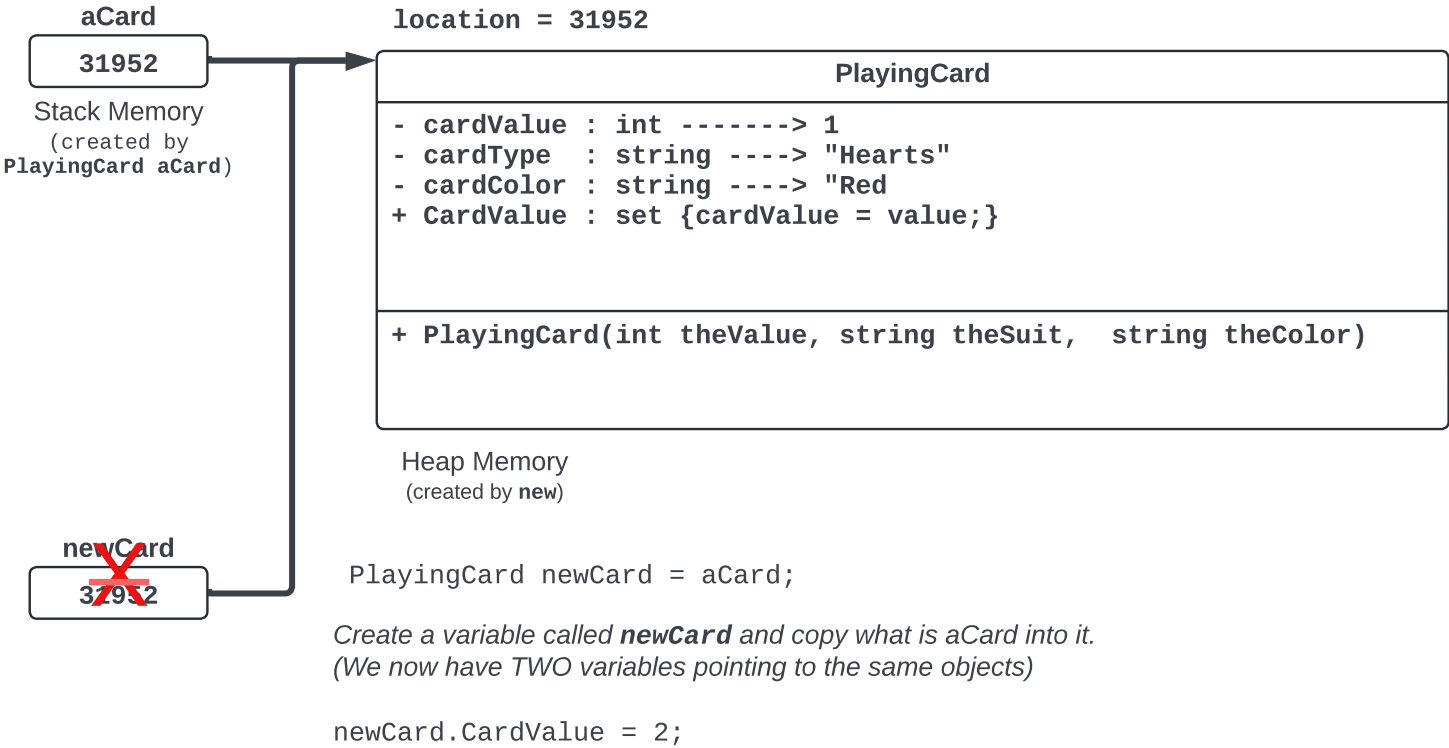 aCard
31952
Stack Memory
(created by
PlayingCard aCard)
location = 31952
PlayingCard
- cardValue : int -------> 1
- cardType  : string ----> "Hearts"
- cardColor : string ----> "Red
+ CardValue : set {cardValue = value;}
+ PlayingCard(int theValue, string theSuit,  string theColor)
Heap Memory
(created by new)
newCard
31952
X
PlayingCard newCard = aCard;
Create a variable called newCard and copy what is aCard into it.
(We now have TWO variables pointing to the same objects)
newCard.CardValue = 2;